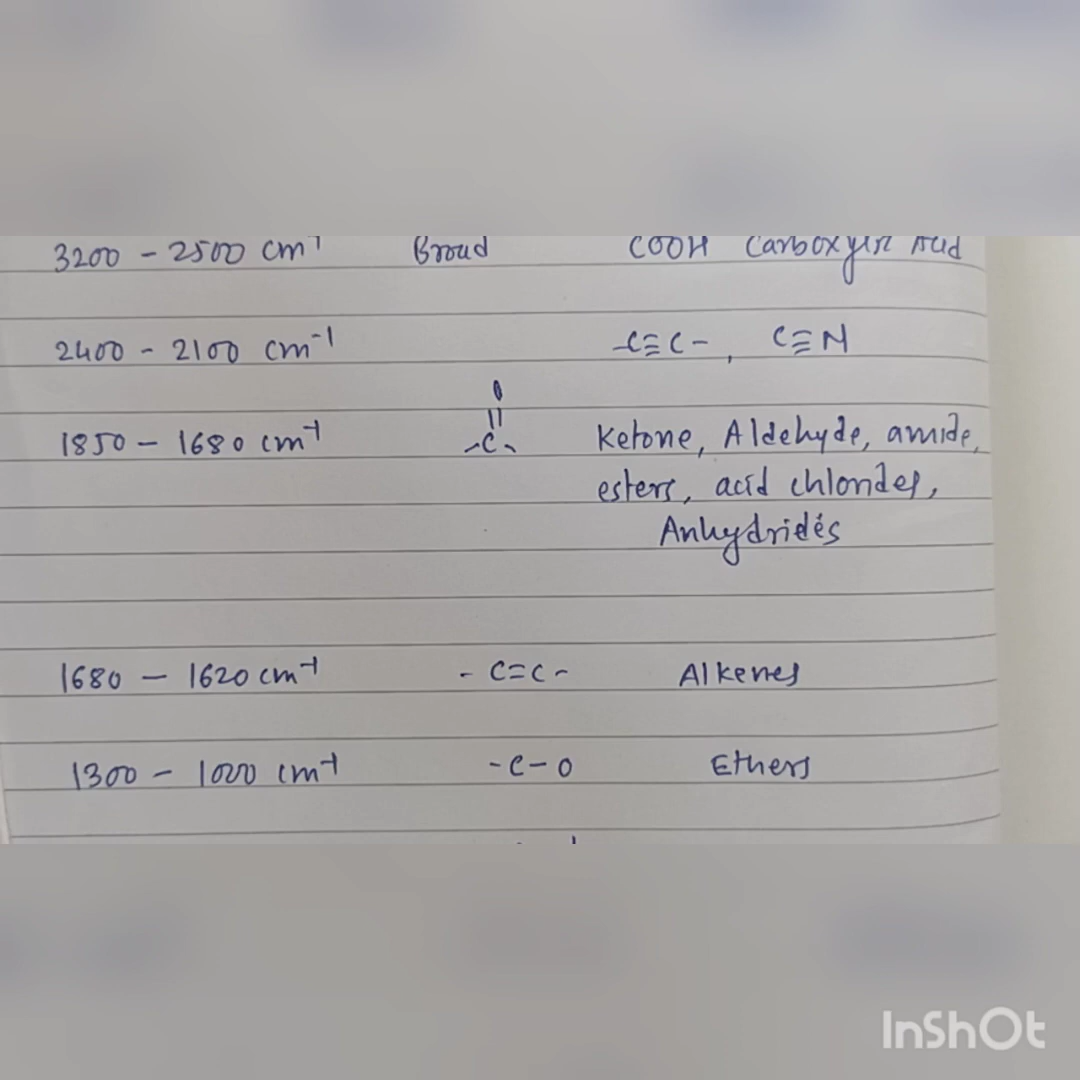 3200 - 2500 cm⁻¹ Broad COOH Carboxylic Acid
2400 - 2100 cm⁻¹ -C≡C-, C≡N
O
||
1850 - 1680 cm⁻¹ -C- Ketone, Aldehyde, amide,
esters, acid chlorides,
Anhydrides
1680 - 1620 cm⁻¹ - C=C - Alkenes
1300 - 1000 cm⁻¹ -C-O Ethers
InShOt